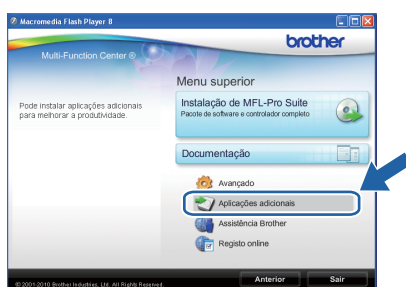 Macromedia Flash Player 8
brother
Multi-Function Center ®
Menu superior
Pode instalar aplicações adicionais
para melhorar a produtividade.
Instalação de MFL-Pro Suite
Pacote de software e controlador completo
Documentação
Avançado
Aplicações adicionais
Assistência Brother
Registo online
© 2001-2010 Brother Industries, Ltd. All Rights Reserved.
Anterior
Sair